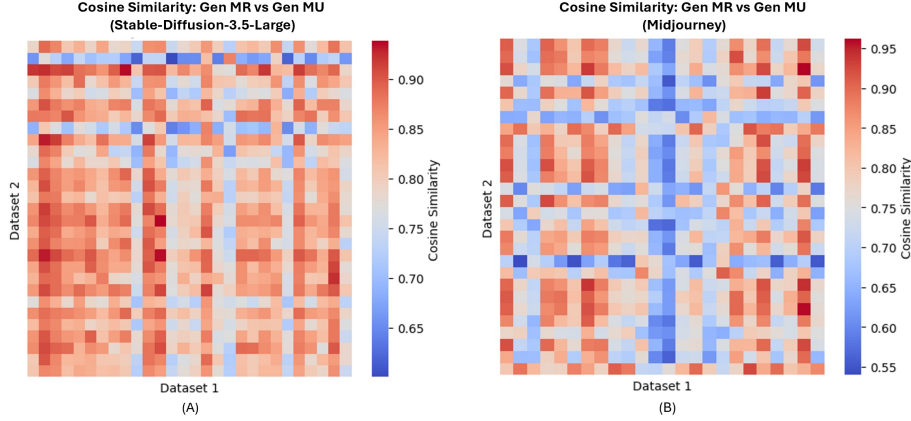 Cosine Similarity: Gen MR vs Gen MU
(Stable-Diffusion-3.5-Large)
Dataset 2
0.90
0.85
0.80
0.75
0.70
0.65
Cosine Similarity
Dataset 1
(A)
Cosine Similarity: Gen MR vs Gen MU
(Midjourney)
Dataset 2
0.95
0.90
0.85
0.80
0.75
0.70
0.65
0.60
0.55
Cosine Similarity
Dataset 1
(B)